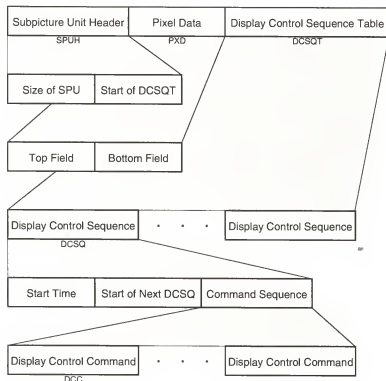 Subpicture Unit Header Pixel Data Display Control Sequence Table
SPUH PXD DCSQT
Size of SPU Start of DCSQT
Top Field Bottom Field
Display Control Sequence . . . Display Control Sequence
DCSQ
Start Time Start of Next DCSQ Command Sequence
Display Control Command . . . Display Control Command
DCC